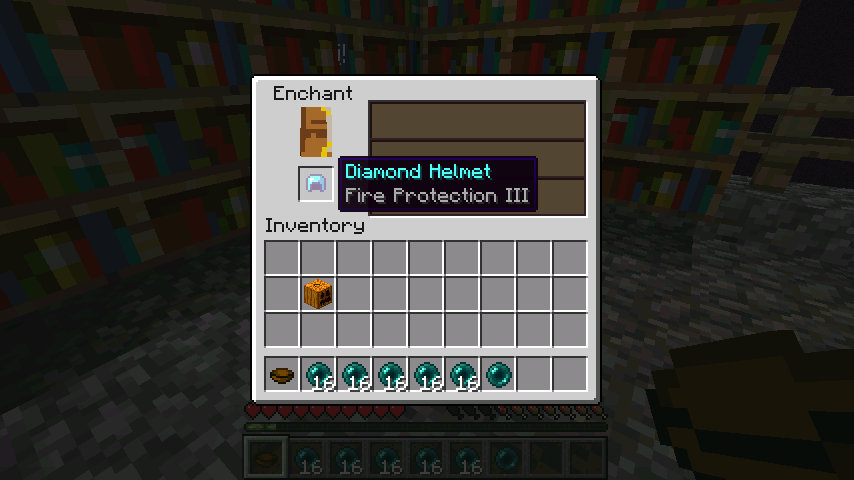 Enchant
Diamond Helmet
Fire Protection III
Inventory
16 16 16 16 16
16 16 16 16 16